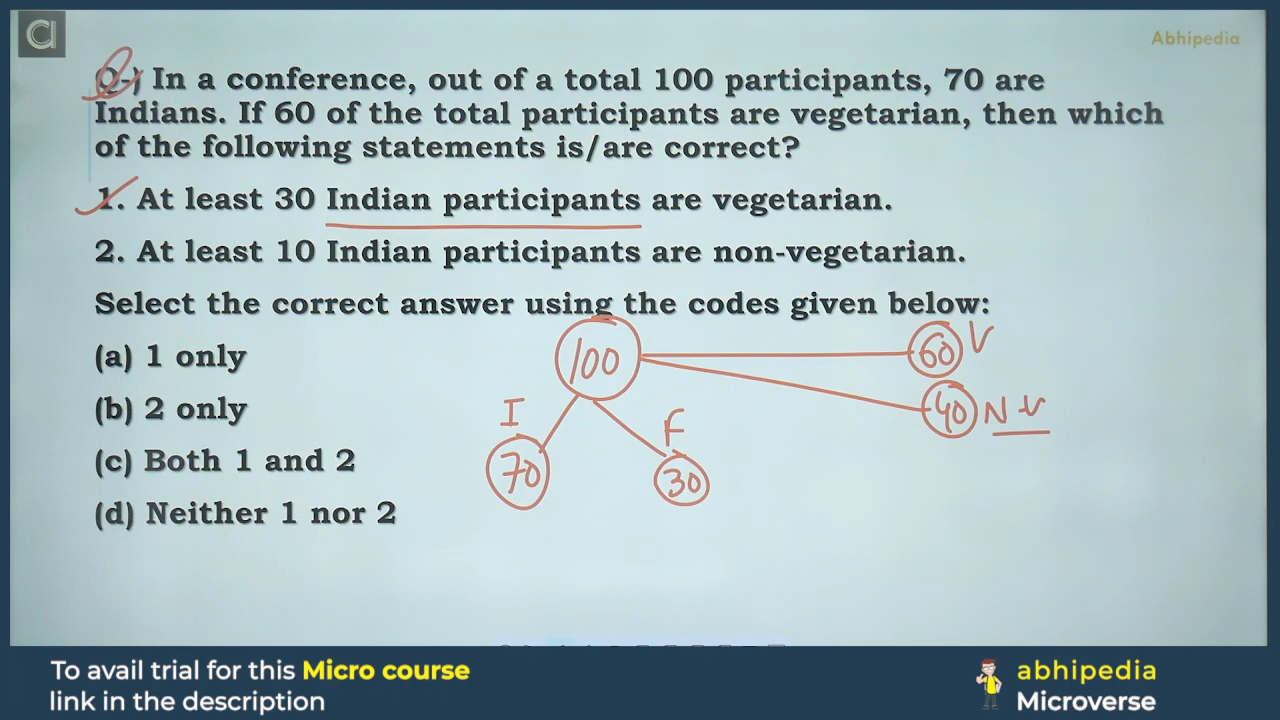 Abhipedia
Q-) In a conference, out of a total 100 participants, 70 are
Indians. If 60 of the total participants are vegetarian, then which
of the following statements is/are correct?
1. At least 30 Indian participants are vegetarian.
2. At least 10 Indian participants are non-vegetarian.
Select the correct answer using the codes given below:
(a) 1 only
(b) 2 only
(c) Both 1 and 2
(d) Neither 1 nor 2
100
60 V
40 N-V
I
F
70
30
To avail trial for this Micro course
link in the description
abhipedia
Microverse